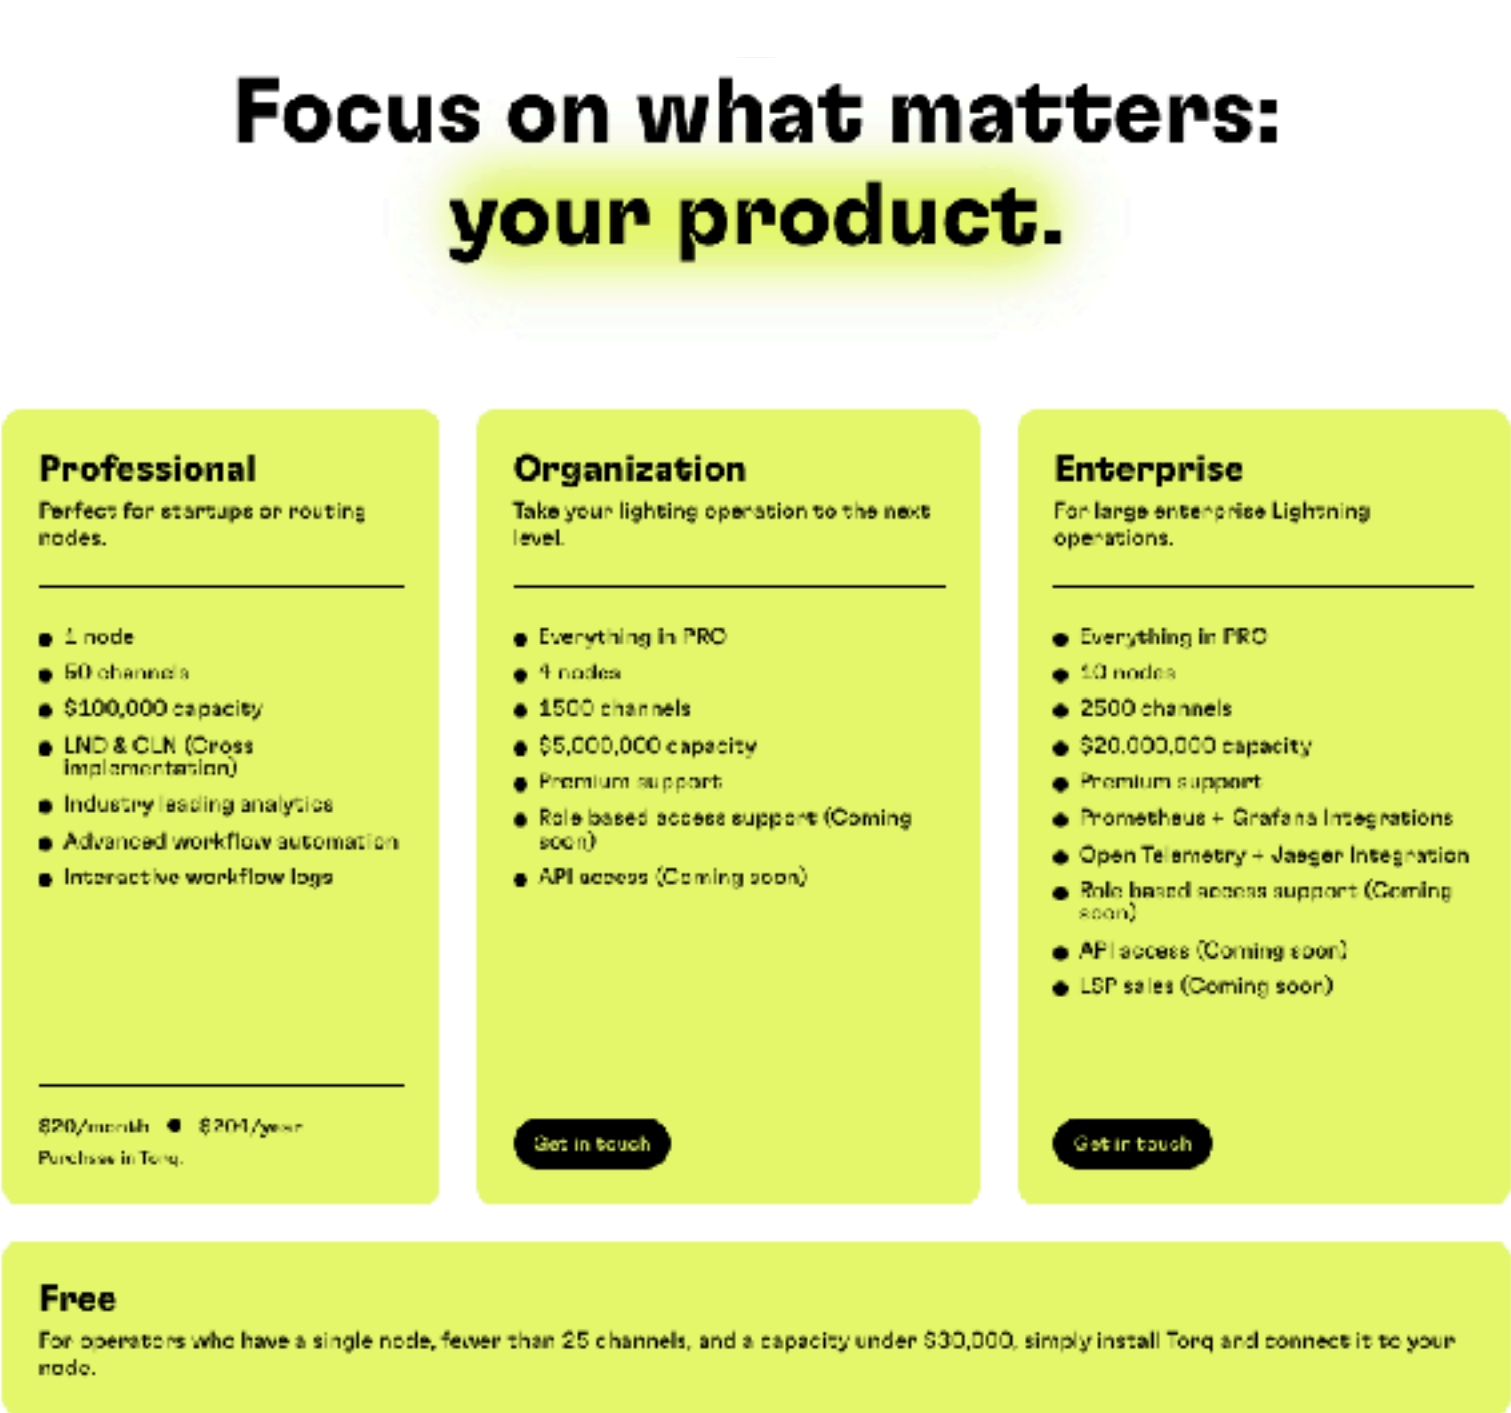 Focus on what matters:
your product.
Professional
Perfect for startups or routing
nodes.
1 node
50 channels
$100,000 capacity
LND & CLN (Cross
implementation)
Industry leading analytics
Advanced workflow automation
Interactive workflow logs
$20/month • $204/year
Purchase in Torq.
Organization
Take your lighting operation to the next
level.
Everything in PRO
4 nodes
1500 channels
$5,000,000 capacity
Premium support
Role based access support (Coming
soon)
API access (Coming soon)
Get in touch
Enterprise
For large enterprise Lightning
operations.
Everything in PRO
10 nodes
2500 channels
$20.000,000 capacity
Premium support
Prometheus + Grafana Integrations
Open Telemetry + Jaeger Integration
Role based access support (Coming
soon)
API access (Coming soon)
LSP sales (Coming soon)
Get in touch
Free
For operators who have a single node, fewer than 25 channels, and a capacity under $30,000, simply install Torq and connect it to your
node.